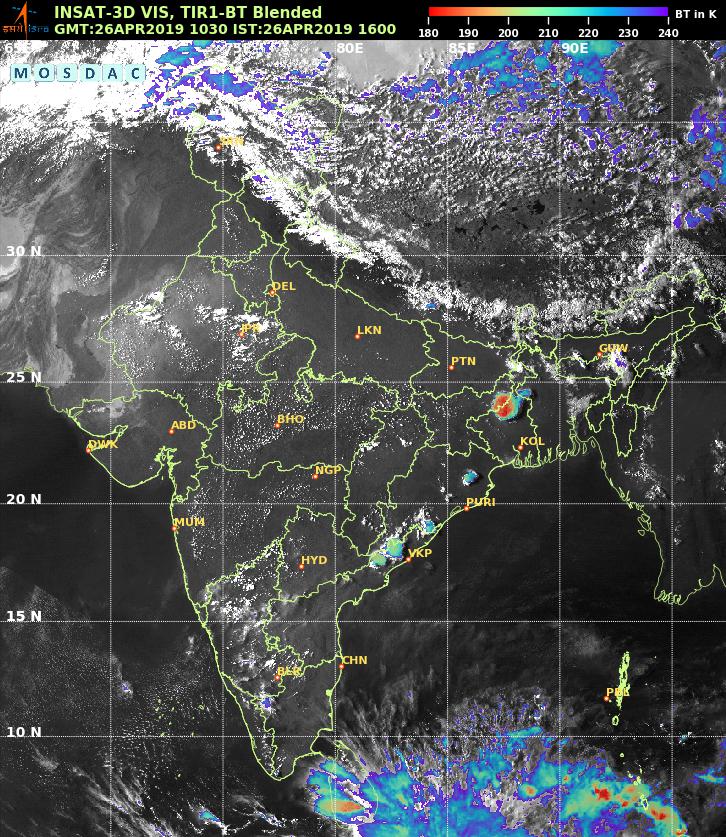 INSAT-3D VIS, TIR1-BT Blended
GMT:26APR2019 1030 IST:26APR2019 1600
180 190 200 210 220 230 240 BT in K
80E 85E 90E
MOSDAC
30 N
DEL
JPR
LKN
GUW
PTN
25 N
BHO
ABD
KOL
DWK
NGP
20 N
PURI
MUM
VKP
HYD
15 N
CHN
BLR
PBL
10 N